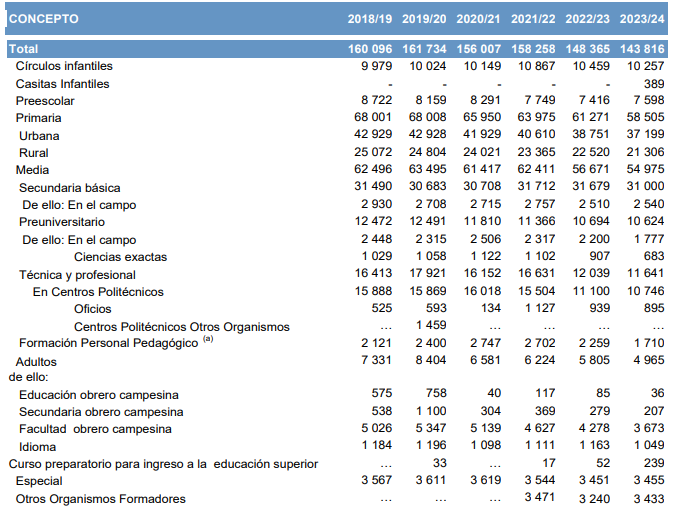 CONCEPTO 2018/19 2019/20 2020/21 2021/22 2022/23 2023/24
Total 160 096 161 734 156 007 158 258 148 365 143 816
Círculos infantiles 9 979 10 024 10 149 10 867 10 459 10 257
Casitas Infantiles - - - - - 389
Preescolar 8 722 8 159 8 291 7 749 7 416 7 598
Primaria 68 001 68 008 65 950 63 975 61 271 58 505
Urbana 42 929 42 928 41 929 40 610 38 751 37 199
Rural 25 072 24 804 24 021 23 365 22 520 21 306
Media 62 496 63 495 61 417 62 411 56 671 54 975
Secundaria básica 31 490 30 683 30 708 31 712 31 679 31 000
De ello: En el campo 2 930 2 708 2 715 2 757 2 510 2 540
Preuniversitario 12 472 12 491 11 810 11 366 10 694 10 624
De ello: En el campo 2 448 2 315 2 506 2 317 2 200 1 777
Ciencias exactas 1 029 1 058 1 122 1 102 907 683
Técnica y profesional 16 413 17 921 16 152 16 631 12 039 11 641
En Centros Politécnicos 15 888 15 869 16 018 15 504 11 100 10 746
Oficios 525 593 134 1 127 939 895
Centros Politécnicos Otros Organismos … 1 459 … … … …
Formación Personal Pedagógico (a) 2 121 2 400 2 747 2 702 2 259 1 710
Adultos 7 331 8 404 6 581 6 224 5 805 4 965
de ello:
Educación obrero campesina 575 758 40 117 85 36
Secundaria obrero campesina 538 1 100 304 369 279 207
Facultad obrero campesina 5 026 5 347 5 139 4 627 4 278 3 673
Idioma 1 184 1 196 1 098 1 111 1 163 1 049
Curso preparatorio para ingreso a la educación superior … 33 … 17 52 239
Especial 3 567 3 611 3 619 3 544 3 451 3 455
Otros Organismos Formadores … … … 3 471 3 240 3 433